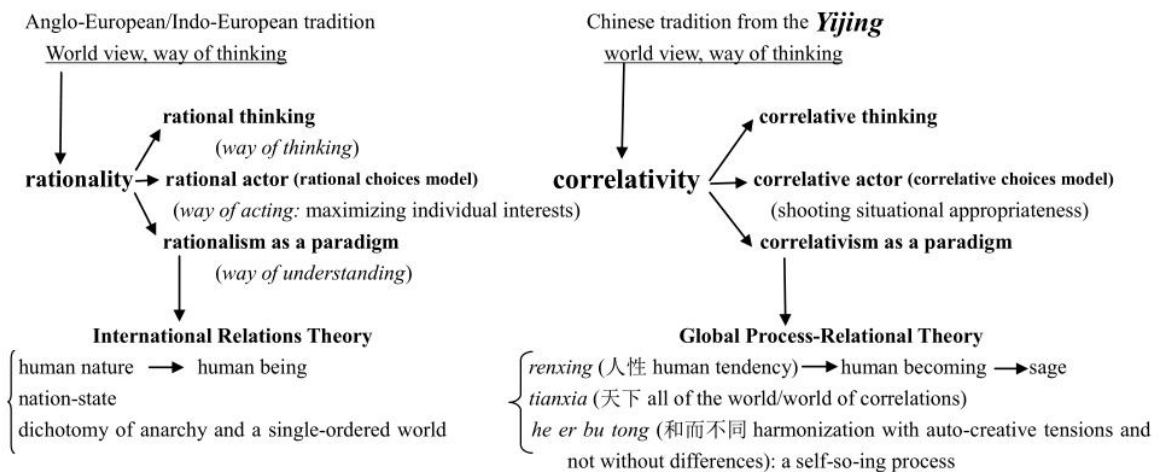 Anglo-European/Indo-European tradition
World view, way of thinking
rational thinking
(way of thinking)
rationality
rational actor (rational choices model)
(way of acting: maximizing individual interests)
rationalism as a paradigm
(way of understanding)
International Relations Theory
human nature
human being
nation-state
dichotomy of anarchy and a single-ordered world
Chinese tradition from the Yijing
world view, way of thinking
correlative thinking
correlativity
correlative actor (correlative choices model)
(shooting situational appropriateness)
correlativism as a paradigm
Global Process-Relational Theory
renxing (人性 human tendency)
human becoming
sage
tianxia (天下 all of the world/world of correlations)
he er bu tong (和而不同 harmonization with auto-creative tensions and
not without differences): a self-so-ing process